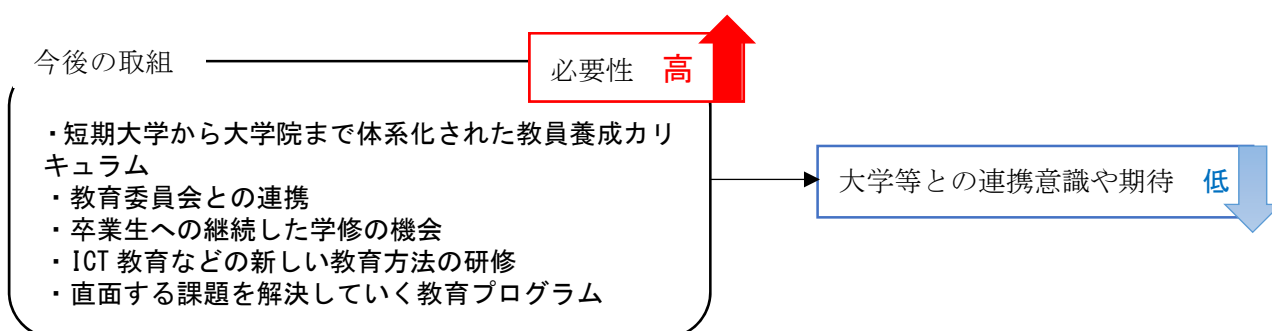 今後の取組
必要性 高
・短期大学から大学院まで体系化された教員養成カリ
キュラム
・教育委員会との連携
・卒業生への継続した学修の機会
・ICT 教育などの新しい教育方法の研修
・直面する課題を解決していく教育プログラム
大学等との連携意識や期待 低